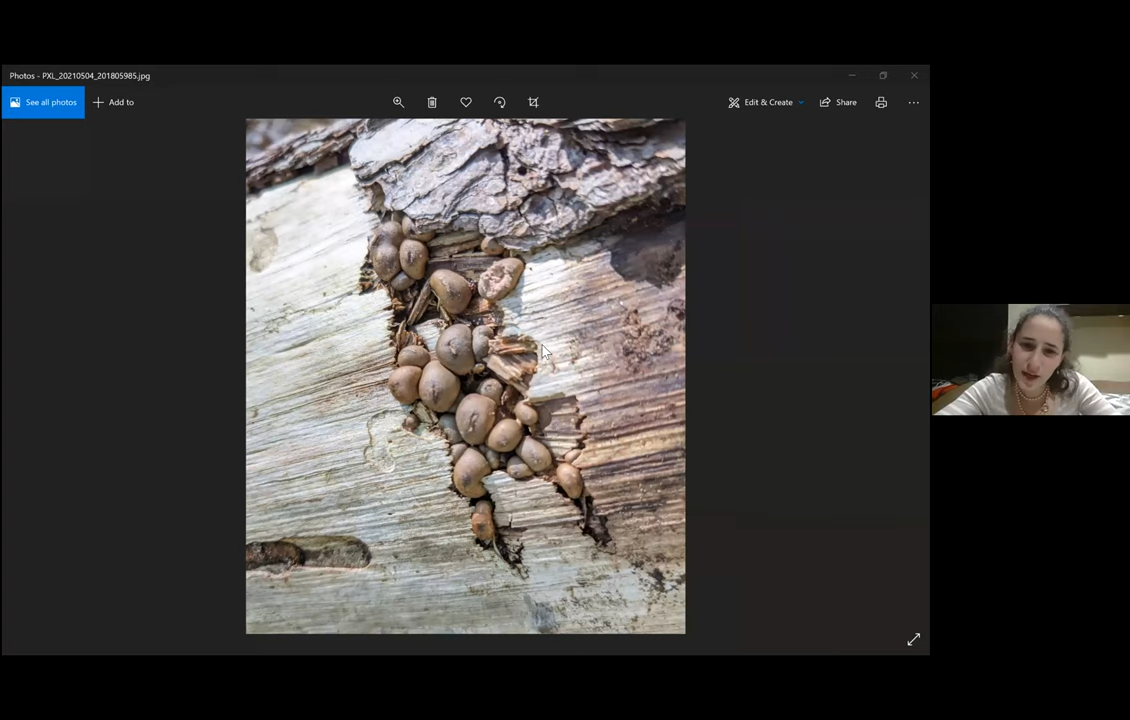 Photos - PXL_20210504_201805985.jpg
See all photos
Add to
Edit & Create
Share